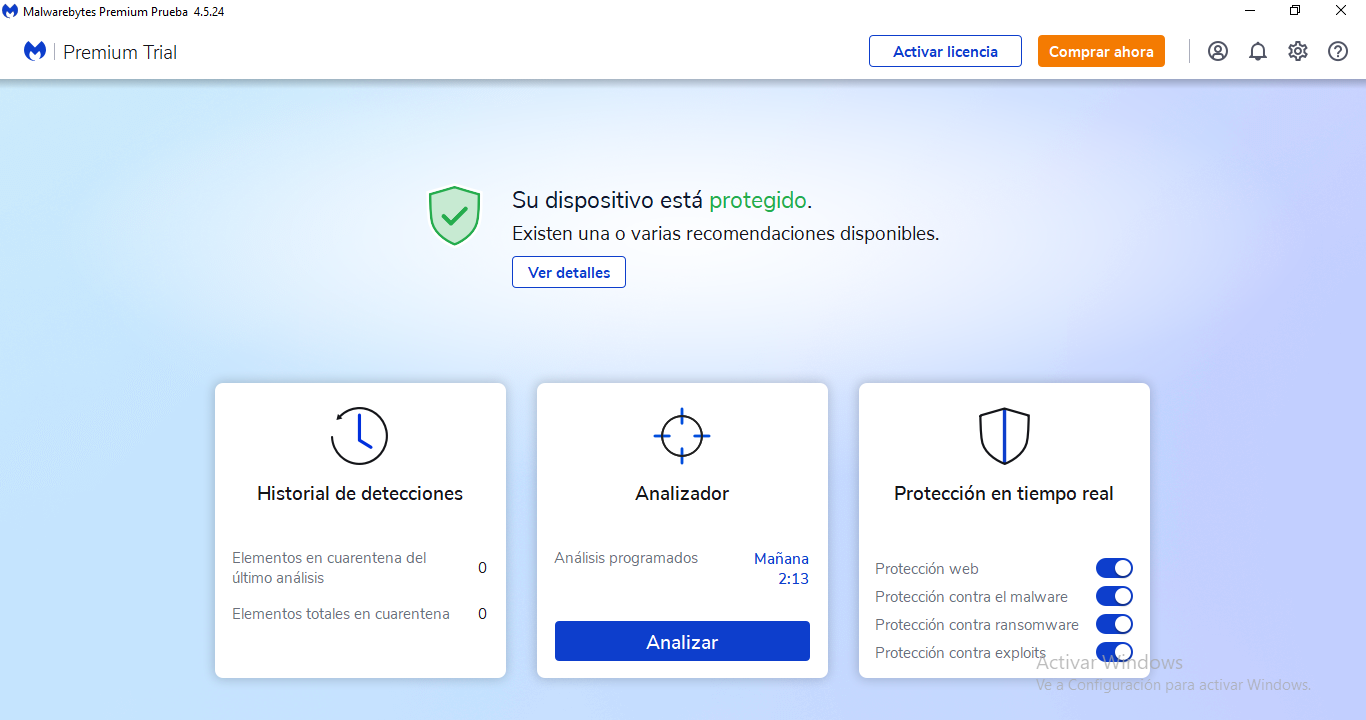 Malwarebytes Premium Prueba 4.5.24
Premium Trial
Activar licencia
Comprar ahora
Su dispositivo está protegido.
Existen una o varias recomendaciones disponibles.
Ver detalles
Historial de detecciones
Elementos en cuarentena del
último análisis
0
Elementos totales en cuarentena
0
Analizador
Análisis programados
Mañana
2:13
Analizar
Protección en tiempo real
Protección web
Protección contra el malware
Protección contra ransomware
Protección contra exploits
Activar Windows
Ve a Configuración para activar Windows.